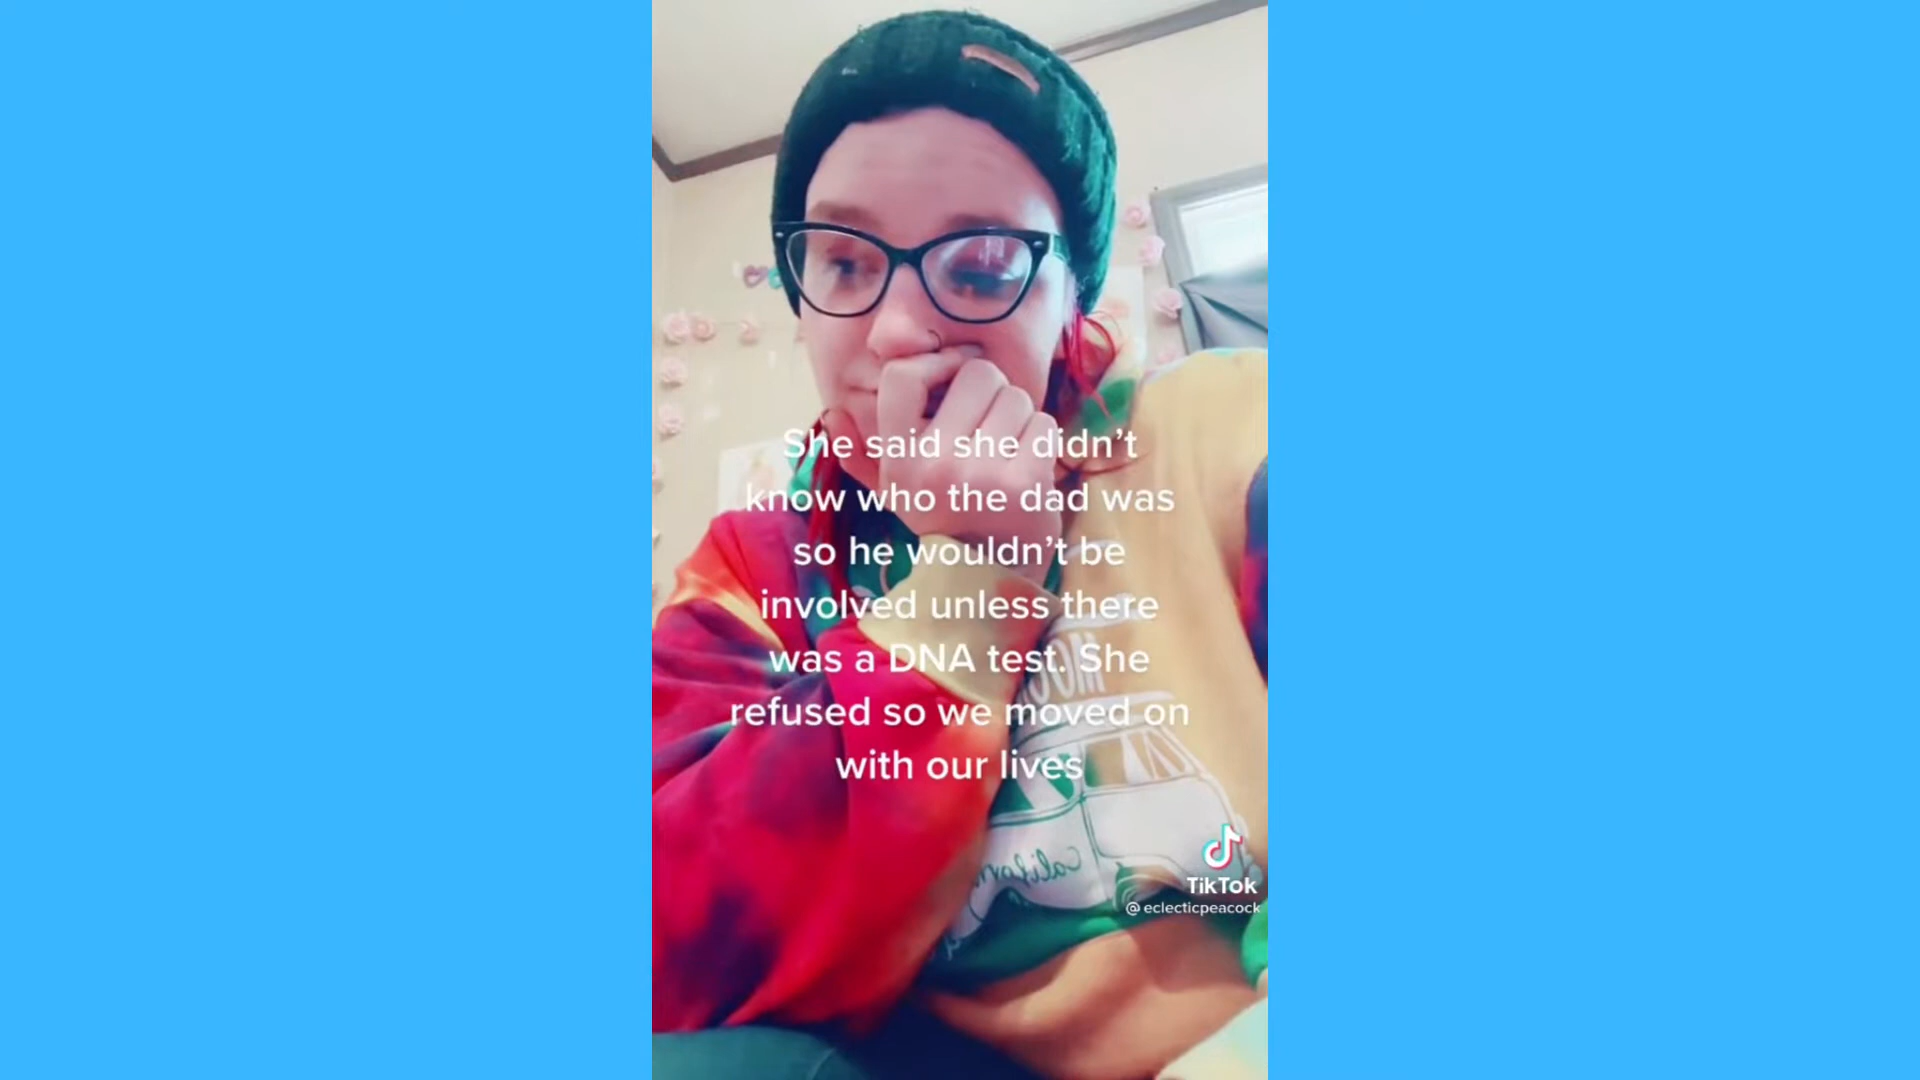 She said she didn’t
know who the dad was
so he wouldn’t be
involved unless there
was a DNA test. She
refused so we moved on
with our lives
TikTok
@eclecticpeacock